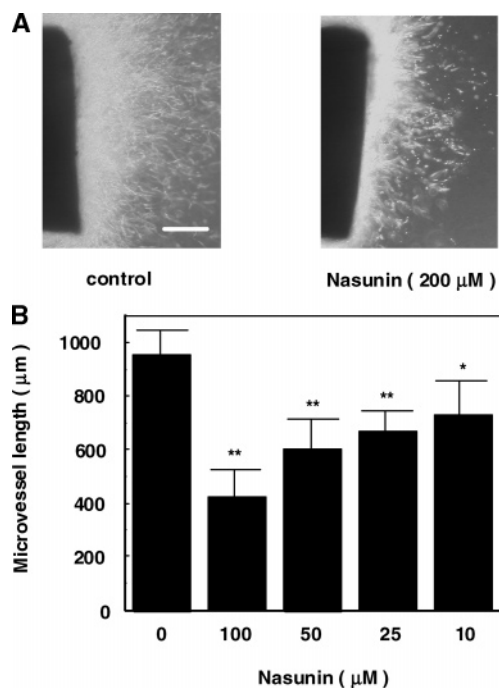 A
control
Nasunin ( 200 μM )
B
Microvessel length ( μm )
1000
800
600
400
200
0
**
**
**
*
0 100 50 25 10
Nasunin ( μM )